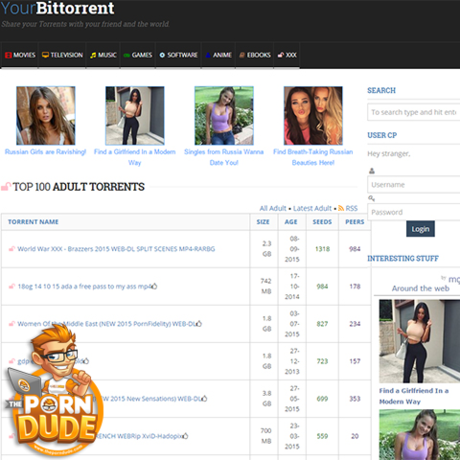 YourBittorrent
Share your Torrents with your friend and the world
MOVIES TELEVISION MUSIC GAMES SOFTWARE ANIME EBOOKS XXX
Russian Girls are Ravishing!
Find a Girlfriend In a Modern Way
Singles from Russia Wanna Date You!
Find Breath-Taking Russian Beauties Here!
SEARCH
To search type and hit ente
USER CP
Hey stranger,
Username
Password
Login
TOP 100 ADULT TORRENTS
All Adult • Latest Adult • RSS
TORRENT NAME SIZE AGE SEEDS PEERS
World War XXX - Brazzers 2015 WEB-DL SPLIT SCENES MP4-RARBG 2.3 GB 08-09-2015 1318 984
18og 14 10 15 ada a free pass to my ass mp4 742 MB 17-10-2014 984 178
Women Of the Middle East (NEW 2015 PornFidelity) WEB-DL 1.8 GB 03-07-2015 827 234
gdp 1.3 GB 27-12-2013 723 157
(NEW 2015 New Sensations) WEB-DL 3.8 GB 27-05-2015 699 353
ENCH WEBRip XviD-Hadopix 700 MB 23-03-2015 559 20
INTERESTING STUFF
by mg
Around the web
Find a Girlfriend In a
Modern Way
THE
PORN
DUDE